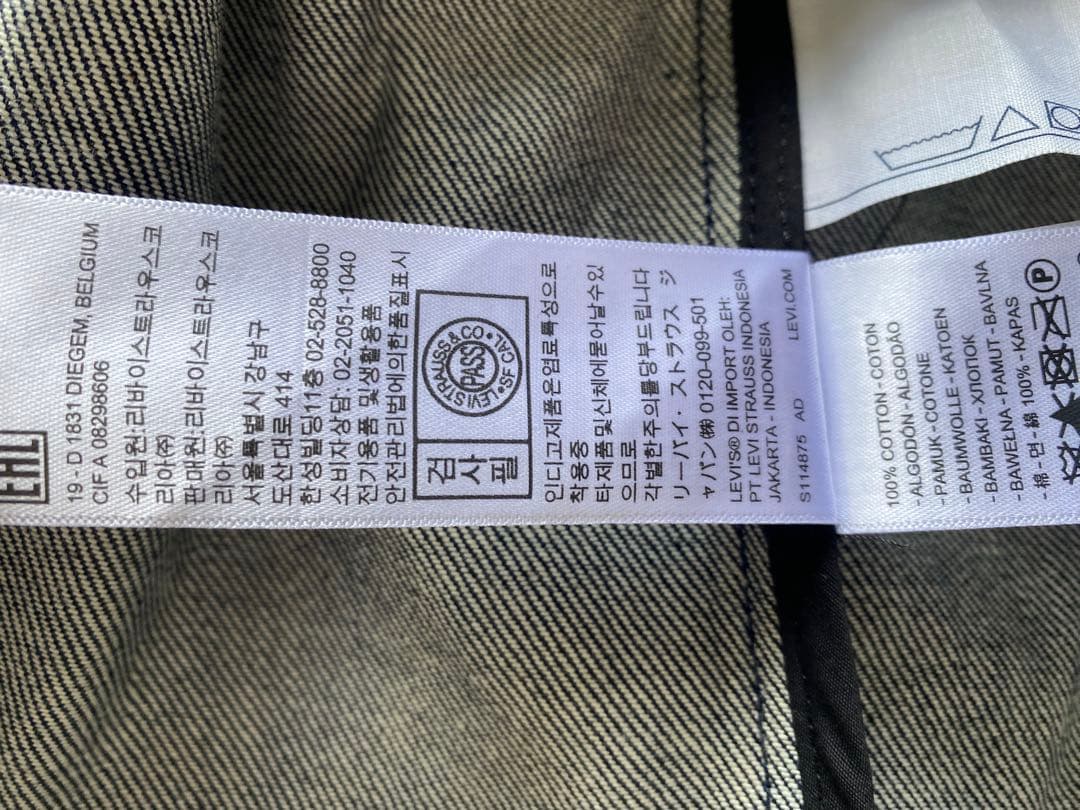 EAC
19 - D 1831 DIEGEM, BELGIUM
CIF A 08298606
수입원:리바이스트라우스코
리아(주)
판매원:리바이스트라우스코
리아(주)
서울특별시강남구
도산대로 414
한성빌딩11층 02-528-8800
소비자상담 02-2051-1040
전기용품 및생활용품
안전관리법에의한품질표시
검사필
LEVI STRAUSS & CO • SF CAL •
PASS
인디고제품은염료특성으로
착용중
타제품및신체에묻어날수있
으므로
각별한주의를당부드립니다
リーバイ・ストラウス ジ
ャパン㈱ 0120-099-501
LEVI'S® DI IMPORT OLEH:
PT LEVI STRAUSS INDONESIA
JAKARTA - INDONESIA
S114875 AD LEVI.COM
100% COTTON - COTON
- ALGODÓN - ALGODÃO
- PAMUK - COTONE
- BAUMWOLLE - KATOEN
- BAMBAKI - ХЛОПОК
- BAWEŁNA - PAMUT - BAVLNA
- 棉 - 면 - 綿 100% - KAPAS
P